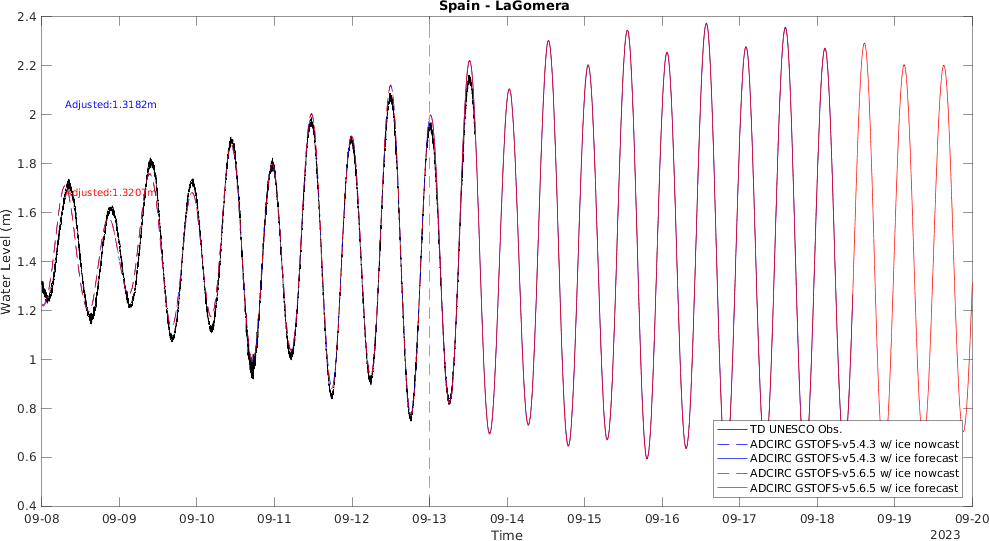 Spain - LaGomera
2.4
2.2
2
1.8
1.6
1.4
1.2
1
0.8
0.6
0.4
Water Level (m)
Adjusted:1.3182m
Adjusted:1.3207m
TD UNESCO Obs.
ADCIRC GSTOFS-v5.4.3 w/ ice nowcast
ADCIRC GSTOFS-v5.4.3 w/ ice forecast
ADCIRC GSTOFS-v5.6.5 w/ ice nowcast
ADCIRC GSTOFS-v5.6.5 w/ ice forecast
09-08 09-09 09-10 09-11 09-12 09-13 09-14 09-15 09-16 09-17 09-18 09-19 09-20
Time
2023